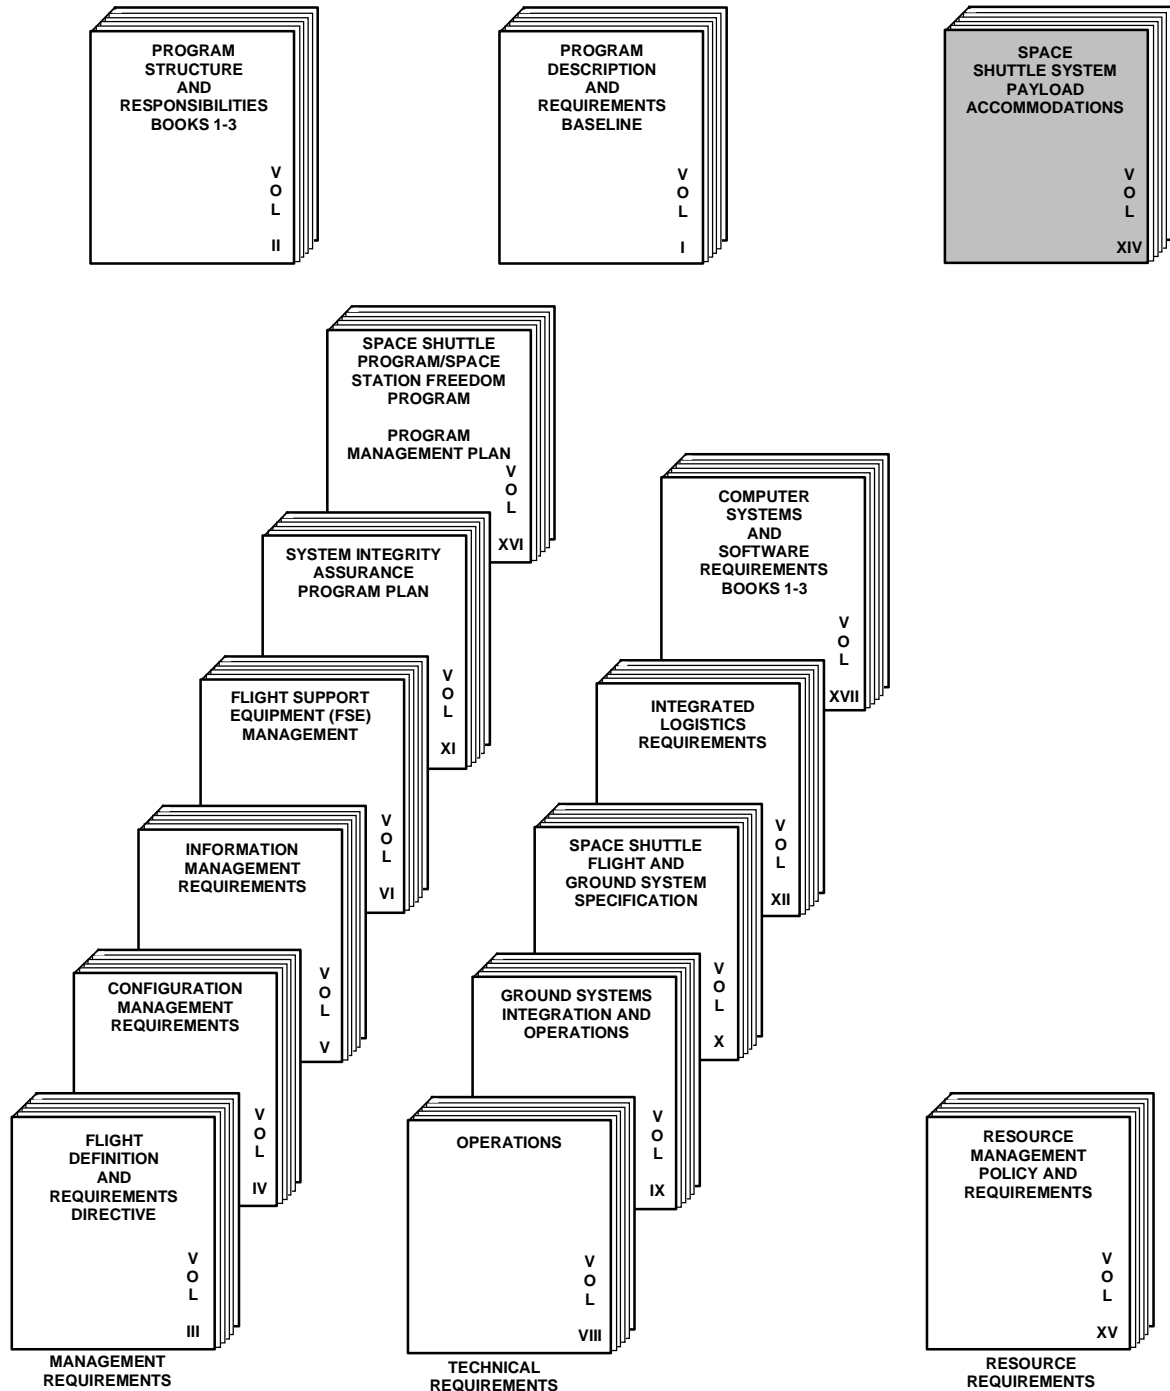 PROGRAM
STRUCTURE
AND
RESPONSIBILITIES
BOOKS 1-3
V
O
L
II
PROGRAM
DESCRIPTION
AND
REQUIREMENTS
BASELINE
V
O
L
I
SPACE
SHUTTLE SYSTEM
PAYLOAD
ACCOMMODATIONS
V
O
L
XIV
SPACE SHUTTLE
PROGRAM/SPACE
STATION FREEDOM
PROGRAM
PROGRAM
MANAGEMENT PLAN
V
O
L
XVI
SYSTEM INTEGRITY
ASSURANCE
PROGRAM PLAN
V
O
L
XI
FLIGHT SUPPORT
EQUIPMENT (FSE)
MANAGEMENT
V
O
L
VI
INFORMATION
MANAGEMENT
REQUIREMENTS
V
O
L
V
CONFIGURATION
MANAGEMENT
REQUIREMENTS
V
O
L
IV
FLIGHT
DEFINITION
AND
REQUIREMENTS
DIRECTIVE
V
O
L
III
MANAGEMENT
REQUIREMENTS
COMPUTER
SYSTEMS
AND
SOFTWARE
REQUIREMENTS
BOOKS 1-3
V
O
L
XVII
INTEGRATED
LOGISTICS
REQUIREMENTS
V
O
L
XII
SPACE SHUTTLE
FLIGHT AND
GROUND SYSTEM
SPECIFICATION
V
O
L
X
GROUND SYSTEMS
INTEGRATION AND
OPERATIONS
V
O
L
IX
OPERATIONS
V
O
L
VIII
TECHNICAL
REQUIREMENTS
RESOURCE
MANAGEMENT
POLICY AND
REQUIREMENTS
V
O
L
XV
RESOURCE
REQUIREMENTS